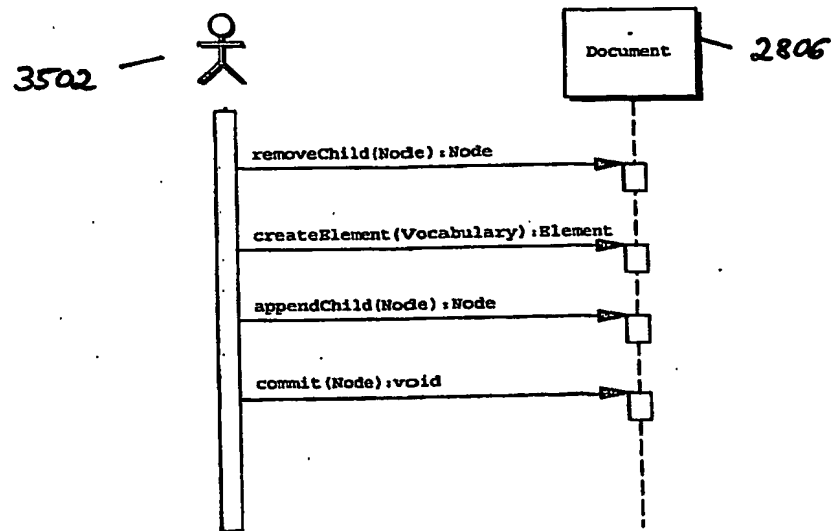 3502
Document
2806
removeChild(Node):Node
createElement(Vocabulary):Element
appendChild(Node):Node
commit(Node):void